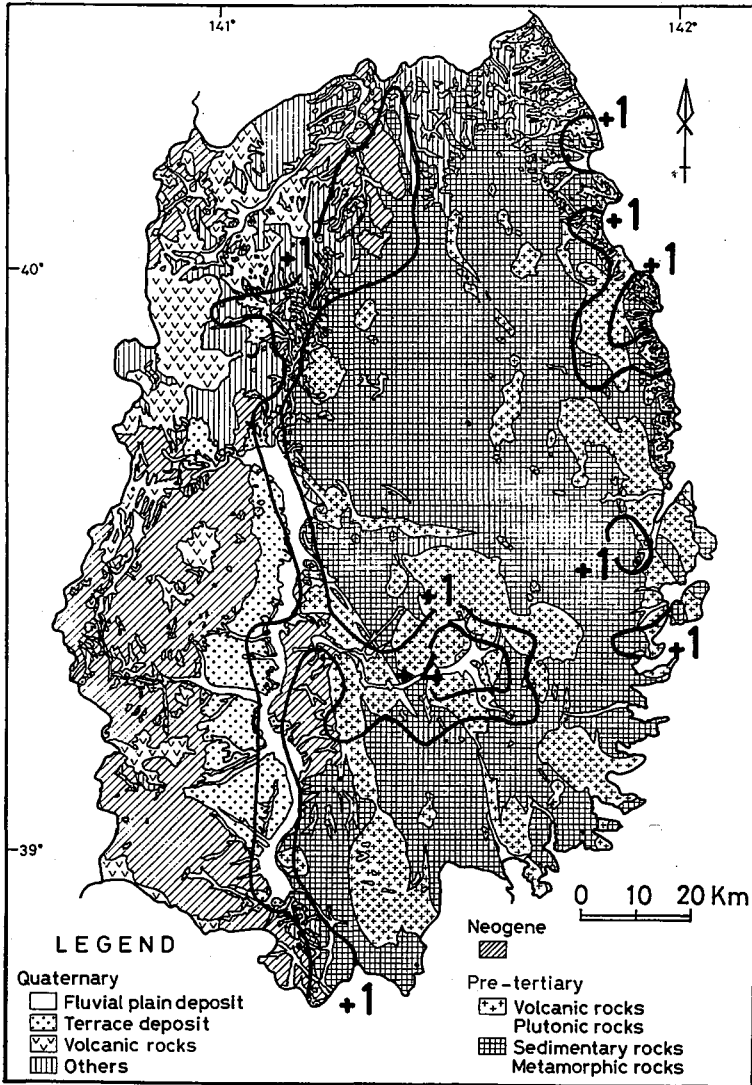 141°
142°
+1
+1
+1
40°
+1
+1
+1
+1
39°
0 10 20 Km
LEGEND
Quaternary
Fluvial plain deposit
Terrace deposit
Volcanic rocks
Others
+1
Neogene
Pre-tertiary
Volcanic rocks
Plutonic rocks
Sedimentary rocks
Metamorphic rocks